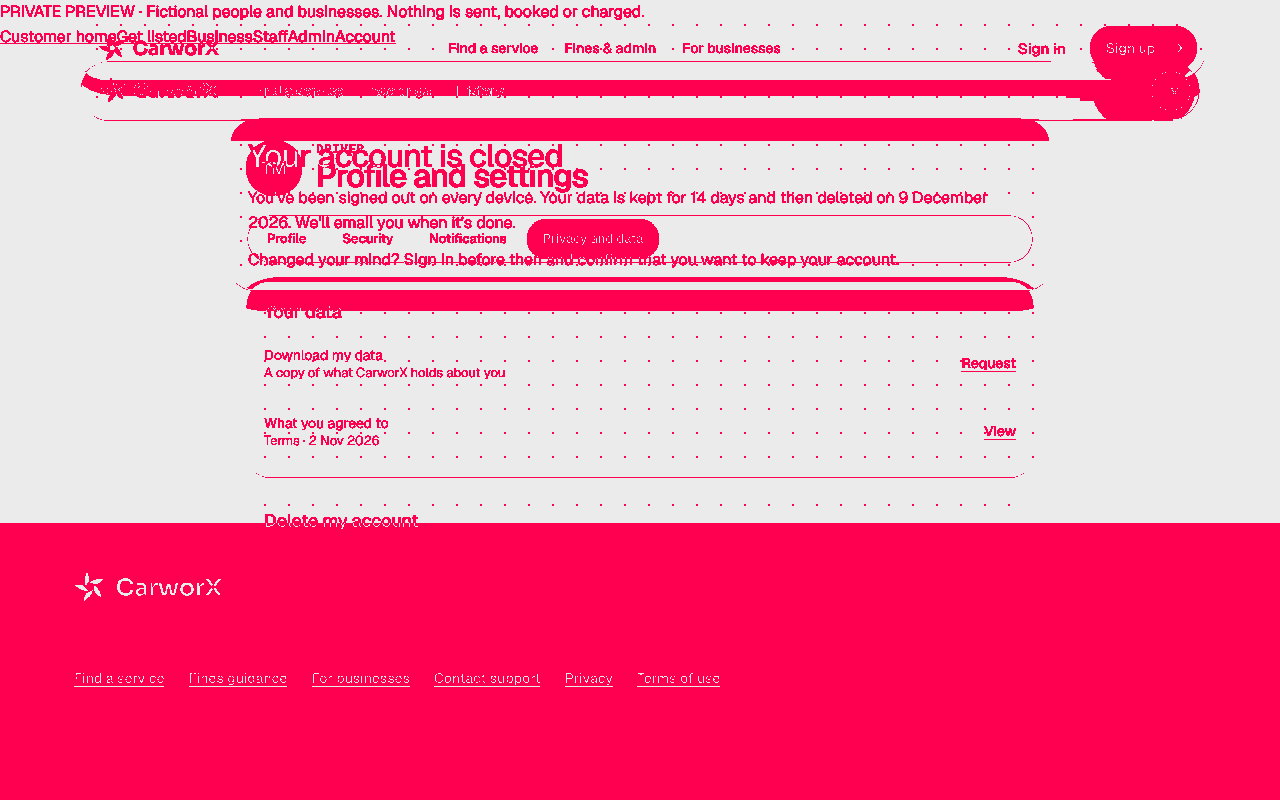 PRIVATE PREVIEW · Fictional people and businesses. Nothing is sent, booked or charged.
Customer home Get listed Business Staff Admin Account
CarworX Find a service Fines & admin For businesses Sign in Sign up
CarworX
DRIVER
Your account is closed
Profile and settings
You've been signed out on every device. Your data is kept for 14 days and then deleted on 9 December
2026. We'll email you when it's done.
Profile Security Notifications Privacy and data
Changed your mind? Sign in before then and confirm that you want to keep your account.
Your data
Download my data
Request
A copy of what CarworX holds about you
What you agreed to
View
Terms · 2 Nov 2026
Delete my account
CarworX
Find a service Fines guidance For businesses Contact support Privacy Terms of use